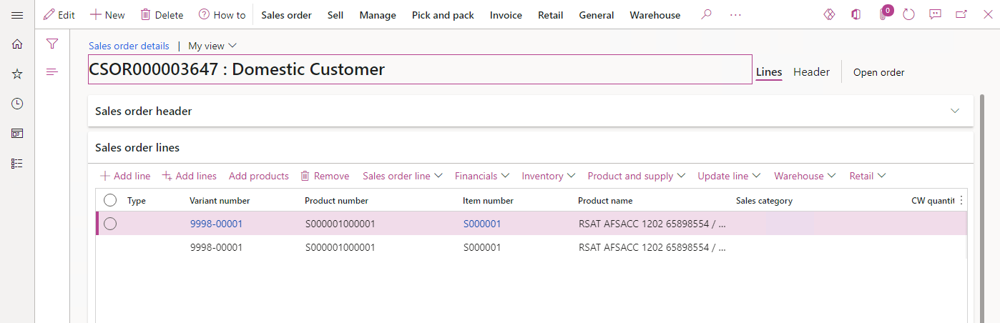 Edit New Delete How to Sales order Sell Manage Pick and pack Invoice Retail General Warehouse ... 0
Sales order details | My view
CSOR000003647 : Domestic Customer
Lines Header Open order
Sales order header
Sales order lines
Add line Add lines Add products Remove Sales order line Financials Inventory Product and supply Update line Warehouse Retail
Type Variant number Product number Item number Product name Sales category CW quantit
9998-00001 S000001000001 S000001 RSAT AFSACC 1202 65898554 / ...
9998-00001 S000001000001 S000001 RSAT AFSACC 1202 65898554 / ...